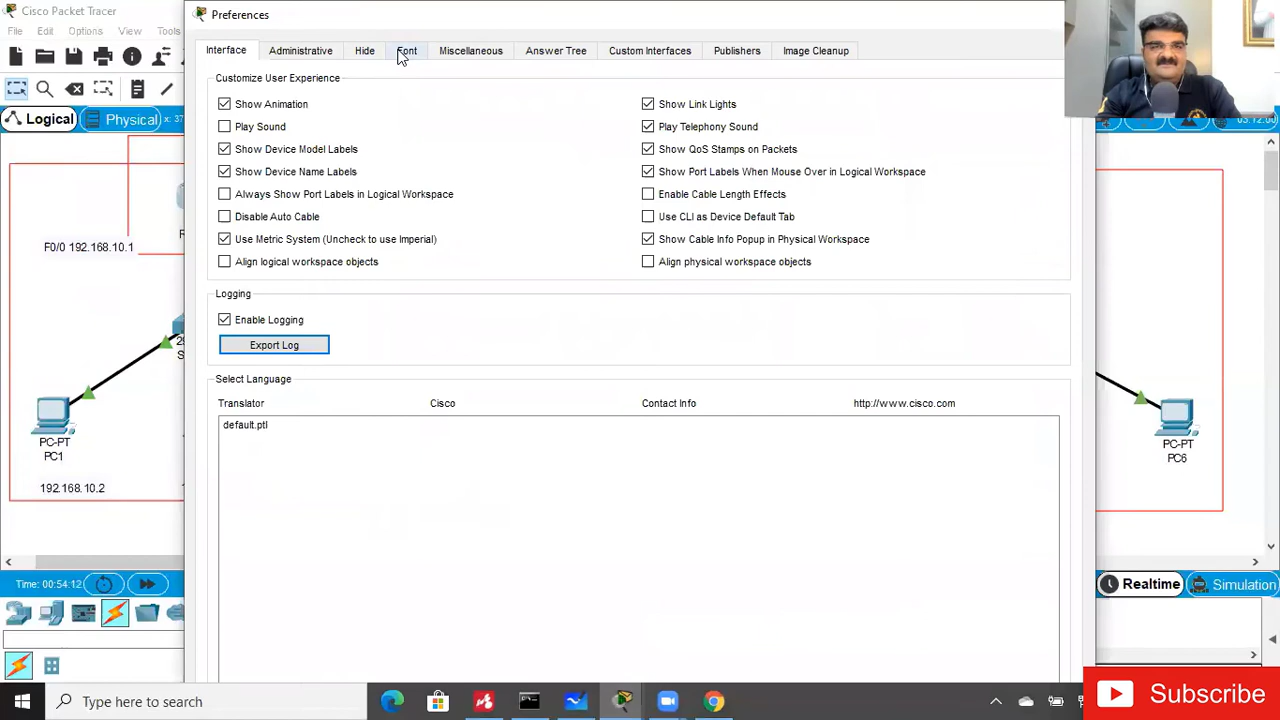 Cisco Packet Tracer
Preferences
File Edit Options View Tools
Interface Administrative Hide Font Miscellaneous Answer Tree Custom Interfaces Publishers Image Cleanup
Customize User Experience
Show Animation
Show Link Lights
Play Sound
Play Telephony Sound
Show Device Model Labels
Show QoS Stamps on Packets
Show Device Name Labels
Show Port Labels When Mouse Over in Logical Workspace
Always Show Port Labels in Logical Workspace
Enable Cable Length Effects
Disable Auto Cable
Use CLI as Device Default Tab
Use Metric System (Uncheck to use Imperial)
Show Cable Info Popup in Physical Workspace
Align logical workspace objects
Align physical workspace objects
Logging
Enable Logging
Export Log
Select Language
Translator Cisco Contact Info http://www.cisco.com
default.ptl
Logical Physical x: 37
F0/0 192.168.10.1
PC-PT
PC1
192.168.10.2
PC-PT
PC6
Time: 00:54:12
Realtime Simulation
Type here to search
Subscribe